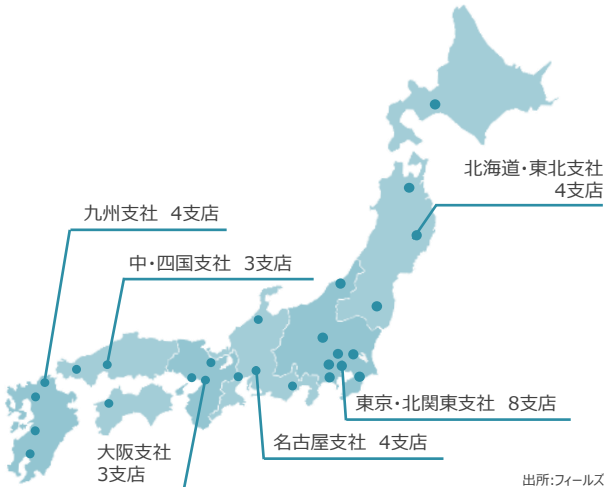 北海道・東北支社
4支店
九州支社 4支店
中・四国支社 3支店
東京・北関東支社 8支店
名古屋支社 4支店
大阪支社
3支店
出所:フィールズ